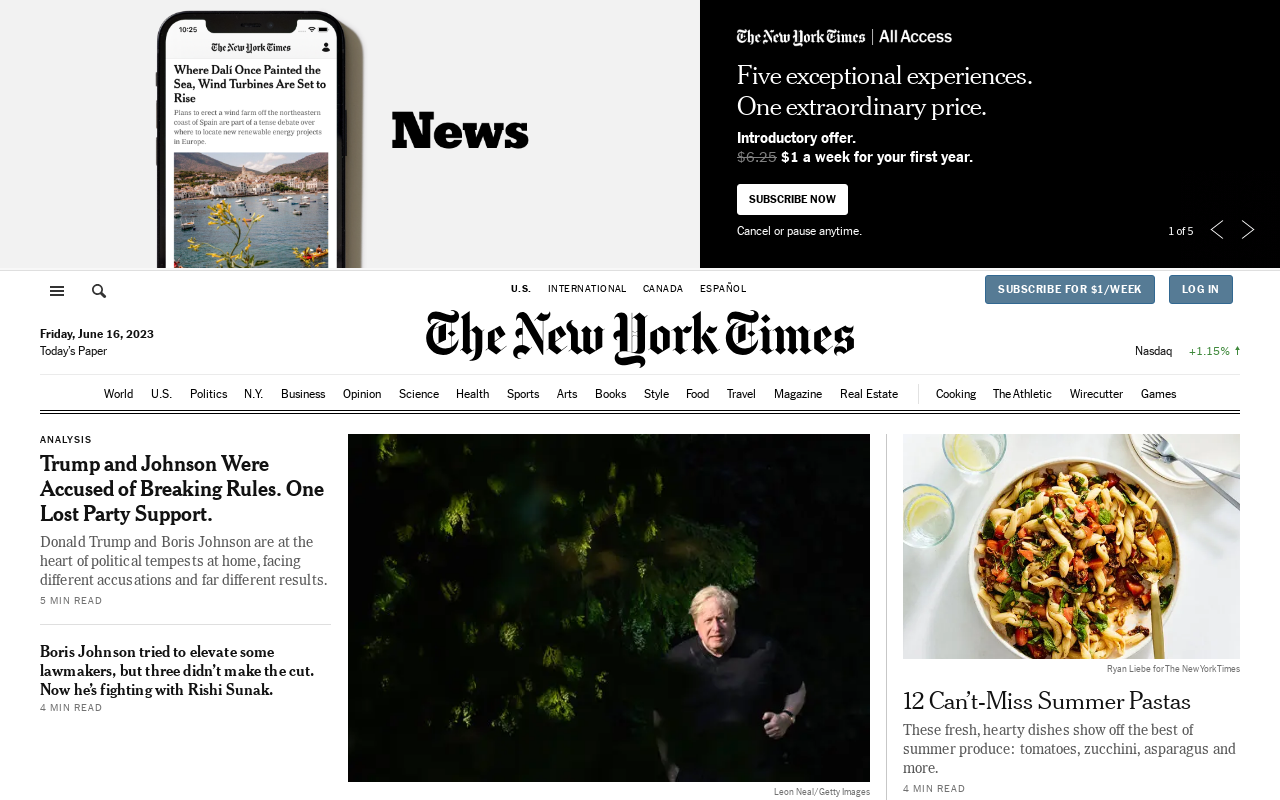 10:25
The New York Times
Where Dalí Once Painted the
Sea, Wind Turbines Are Set to
Rise
Plans to erect a wind farm off the northeastern
coast of Spain are part of a tense debate over
where to locate new renewable energy projects
in Europe.
News
The New York Times | All Access
Five exceptional experiences.
One extraordinary price.
Introductory offer.
$6.25 $1 a week for your first year.
SUBSCRIBE NOW
Cancel or pause anytime.
1 of 5
U.S. INTERNATIONAL CANADA ESPAÑOL
SUBSCRIBE FOR $1/WEEK LOG IN
Friday, June 16, 2023
Today's Paper
The New York Times
Nasdaq +1.15%
World U.S. Politics N.Y. Business Opinion Science Health Sports Arts Books Style Food Travel Magazine Real Estate Cooking The Athletic Wirecutter Games
ANALYSIS
Trump and Johnson Were
Accused of Breaking Rules. One
Lost Party Support.
Donald Trump and Boris Johnson are at the
heart of political tempests at home, facing
different accusations and far different results.
5 MIN READ
Boris Johnson tried to elevate some
lawmakers, but three didn't make the cut.
Now he's fighting with Rishi Sunak.
4 MIN READ
Leon Neal/Getty Images
Ryan Liebe for The New York Times
12 Can't-Miss Summer Pastas
These fresh, hearty dishes show off the best of
summer produce: tomatoes, zucchini, asparagus and
more.
4 MIN READ